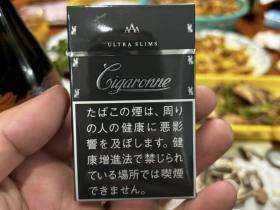 AAA
ULTRA SLIMS
Cigaronne
たばこの煙は、周り
の人の健康に悪影
響を及ぼします。健
康増進法で禁じられ
ている場所では喫煙
できません。